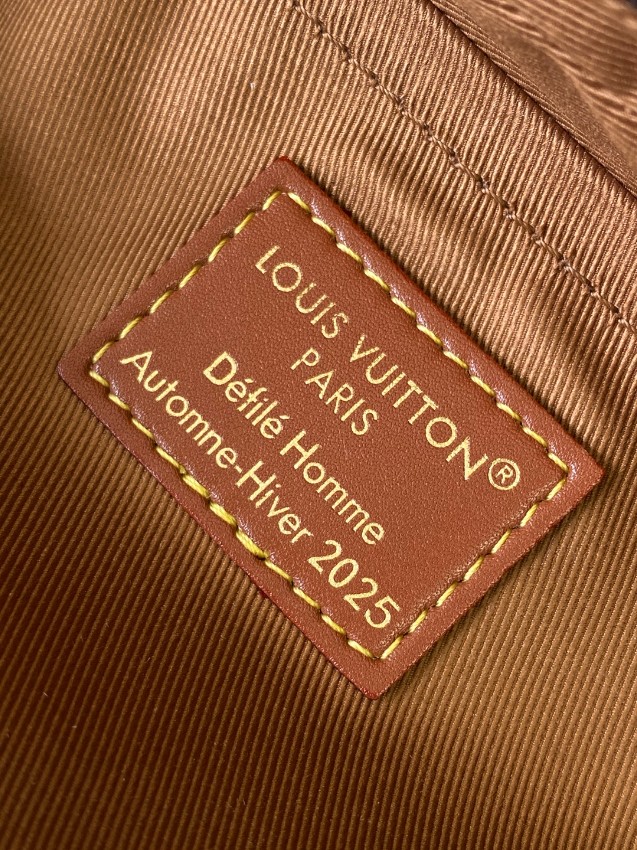 LOUIS VUITTON®
PARIS
Défilé Homme
Automne-Hiver 2025